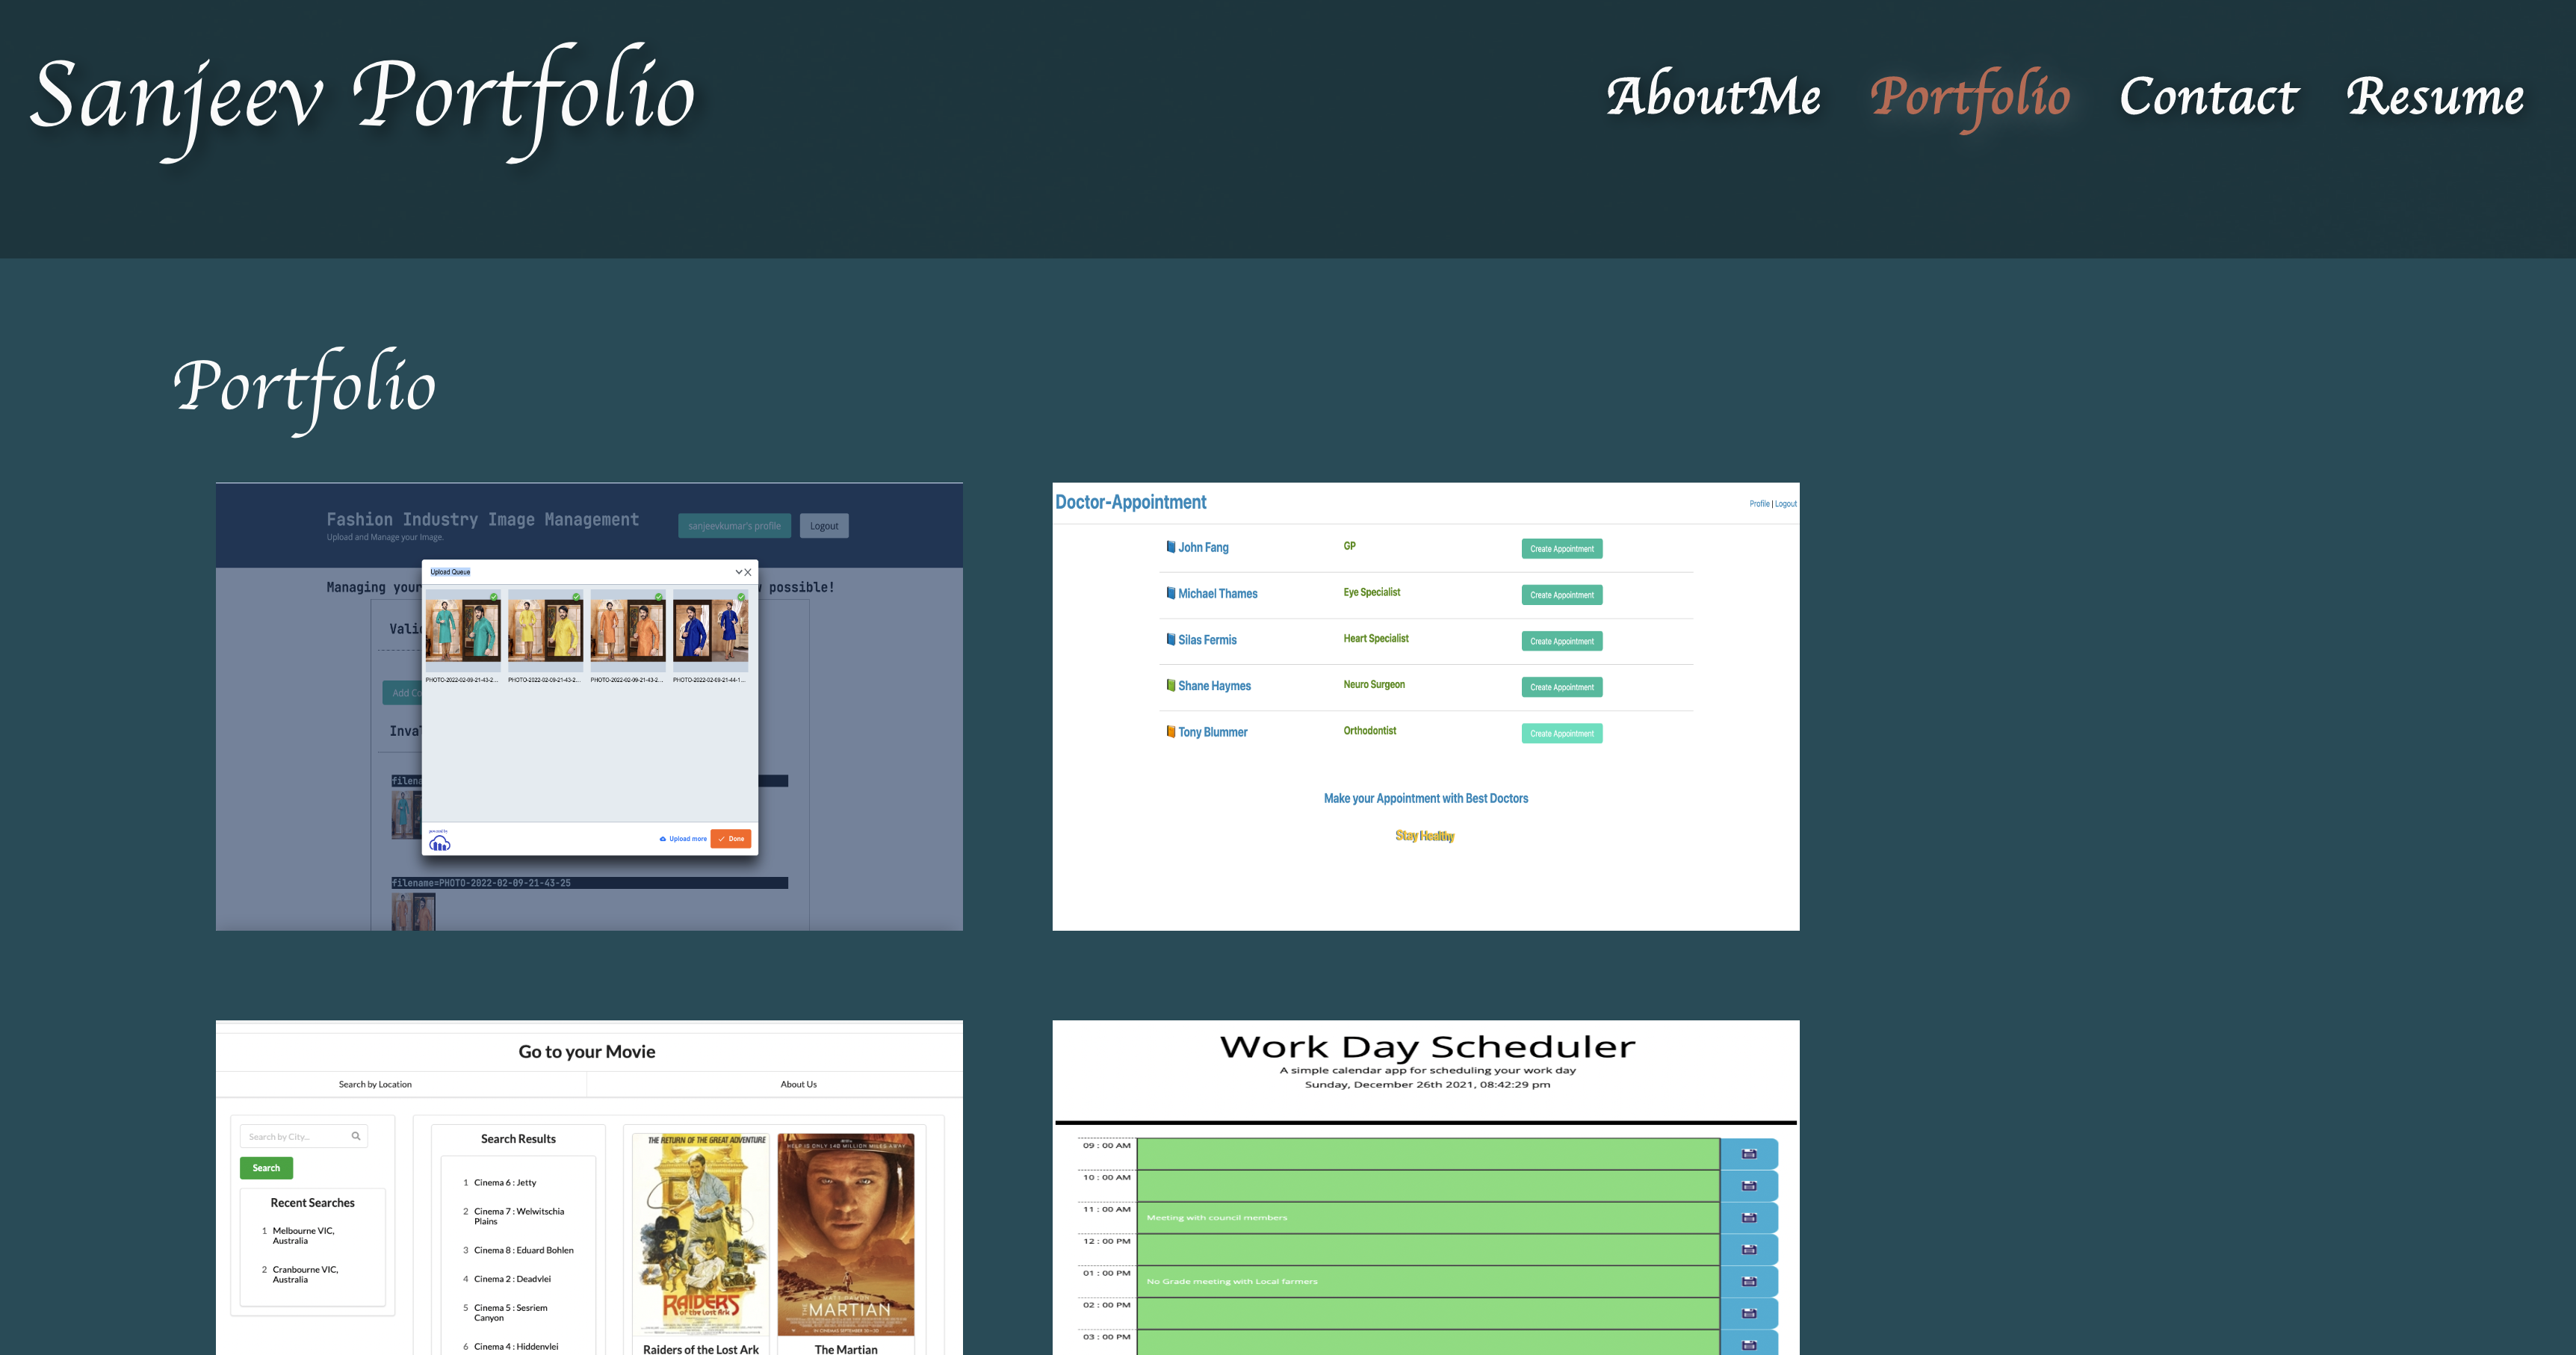 Sanjeev Portfolio
AboutMe Portfolio Contact Resume
Portfolio
Fashion Industry Image Management
Upload and Manage your Image.
sanjeevkumar's profile
Logout
Managing your
possible!
Upload Queue
PHOTO-2022-02-09-21-43-2... PHOTO-2022-02-09-21-43-2... PHOTO-2022-02-09-21-43-2... PHOTO-2022-02-09-21-44-1...
Upload more
Done
filename=PHOTO-2022-02-09-21-43-25
Doctor-Appointment
Profile | Logout
John Fang GP Create Appointment
Michael Thames Eye Specialist Create Appointment
Silas Fermis Heart Specialist Create Appointment
Shane Haymes Neuro Surgeon Create Appointment
Tony Blummer Orthodontist Create Appointment
Make your Appointment with Best Doctors
Stay Healthy
Go to your Movie
Search by Location
About Us
Search by City...
Search
Recent Searches
1 Melbourne VIC,
Australia
2 Cranbourne VIC,
Australia
Search Results
1 Cinema 6 : Jetty
2 Cinema 7 : Welwitschia
Plains
3 Cinema 8 : Eduard Bohlen
4 Cinema 2 : Deadvlei
5 Cinema 5 : Sesriem
Canyon
6 Cinema 4 : Hiddenvlei
THE RETURN OF THE GREAT ADVENTURE
RAIDERS
of the Lost Ark
Raiders of the Lost Ark
HELP IS ONLY 140 MILLION MILES AWAY
MATT DAMON
THE MARTIAN
The Martian
Work Day Scheduler
A simple calendar app for scheduling your work day
Sunday, December 26th 2021, 08:42:29 pm
09 : 00 AM
10 : 00 AM
11 : 00 AM Meeting with council members
12 : 00 PM
01 : 00 PM No Grade meeting with Local farmers
02 : 00 PM
03 : 00 PM